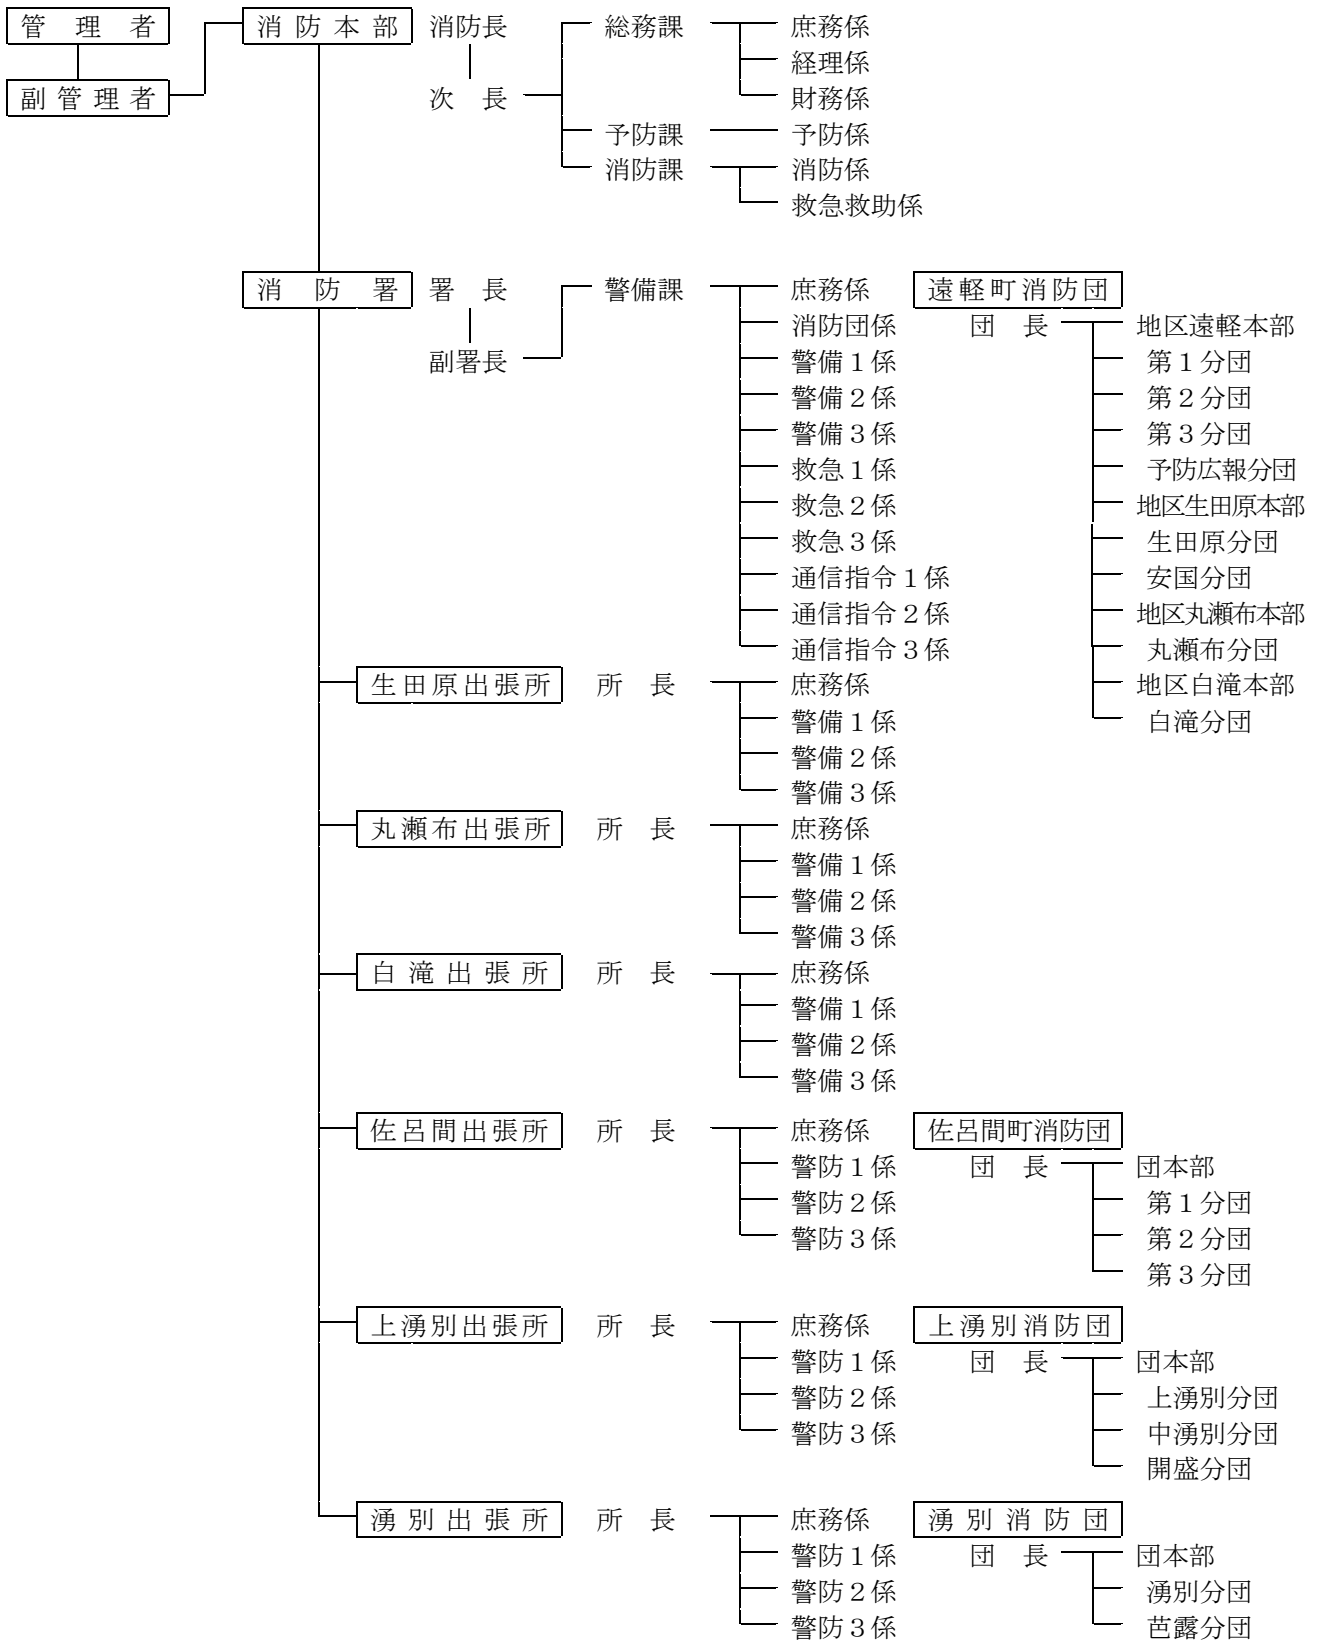 管理者 消防本部 消防長 総務課 庶務係
経理係
副管理者 次長 財務係
予防課 予防係
消防課 消防係
救急救助係
消防署 署長 警備課 庶務係 遠軽町消防団
消防団係 団長 地区遠軽本部
副署長 警備1係 第1分団
警備2係 第2分団
警備3係 第3分団
救急1係 予防広報分団
救急2係 地区生田原本部
救急3係 生田原分団
通信指令1係 安国分団
通信指令2係 地区丸瀬布本部
通信指令3係 丸瀬布分団
生田原出張所 所長 庶務係 地区白滝本部
警備1係 白滝分団
警備2係
警備3係
丸瀬布出張所 所長 庶務係
警備1係
警備2係
警備3係
白滝出張所 所長 庶務係
警備1係
警備2係
警備3係
佐呂間出張所 所長 庶務係 佐呂間町消防団
警防1係 団長 団本部
警防2係 第1分団
警防3係 第2分団
第3分団
上湧別出張所 所長 庶務係 上湧別消防団
警防1係 団長 団本部
警防2係 上湧別分団
警防3係 中湧別分団
開盛分団
湧別出張所 所長 庶務係 湧別消防団
警防1係 団長 団本部
警防2係 湧別分団
警防3係 芭露分団